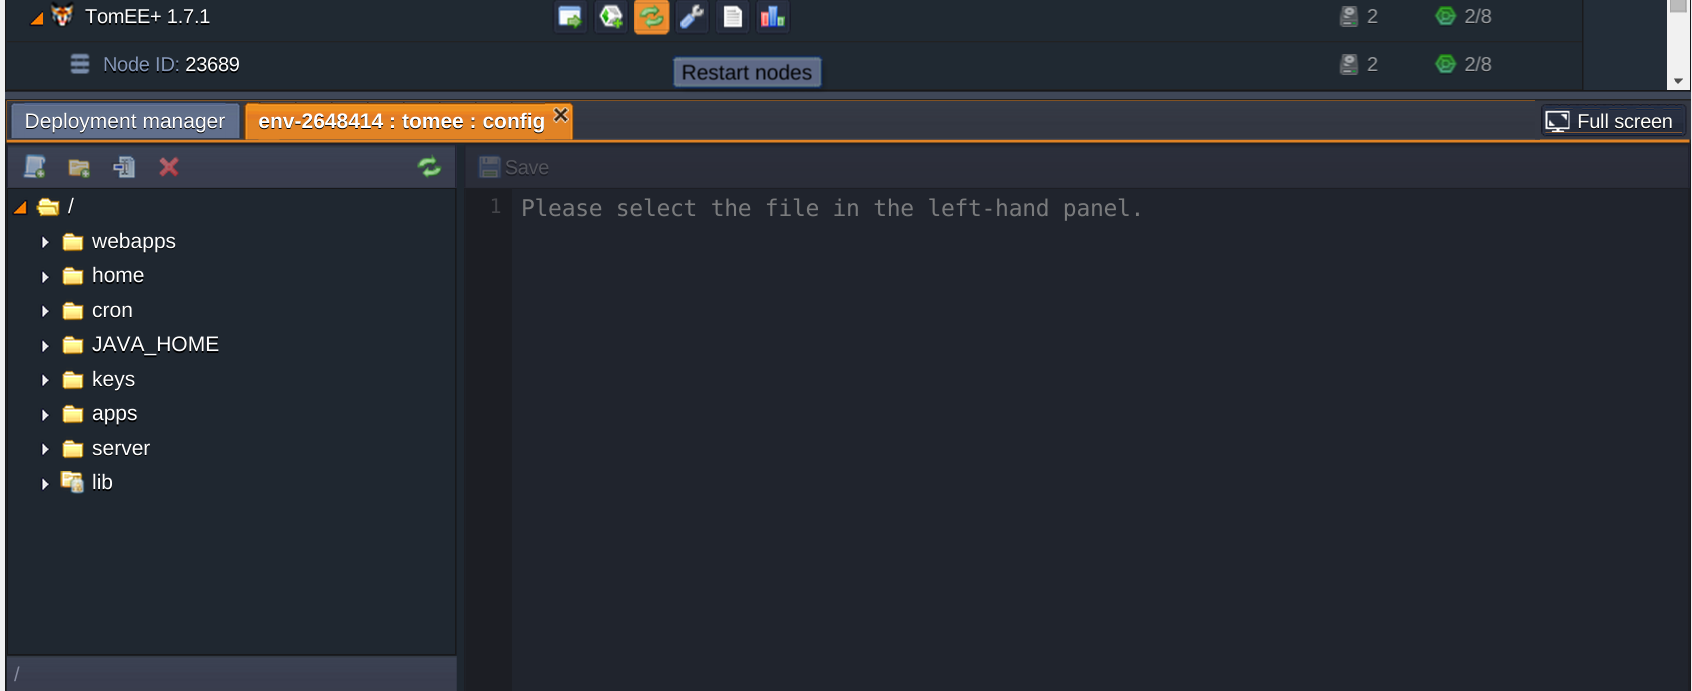 TomEE+ 1.7.1
2
2/8
Node ID: 23689
Restart nodes
2
2/8
Deployment manager
env-2648414 : tomee : config
Full screen
Save
/
1 Please select the file in the left-hand panel.
webapps
home
cron
JAVA_HOME
keys
apps
server
lib
/